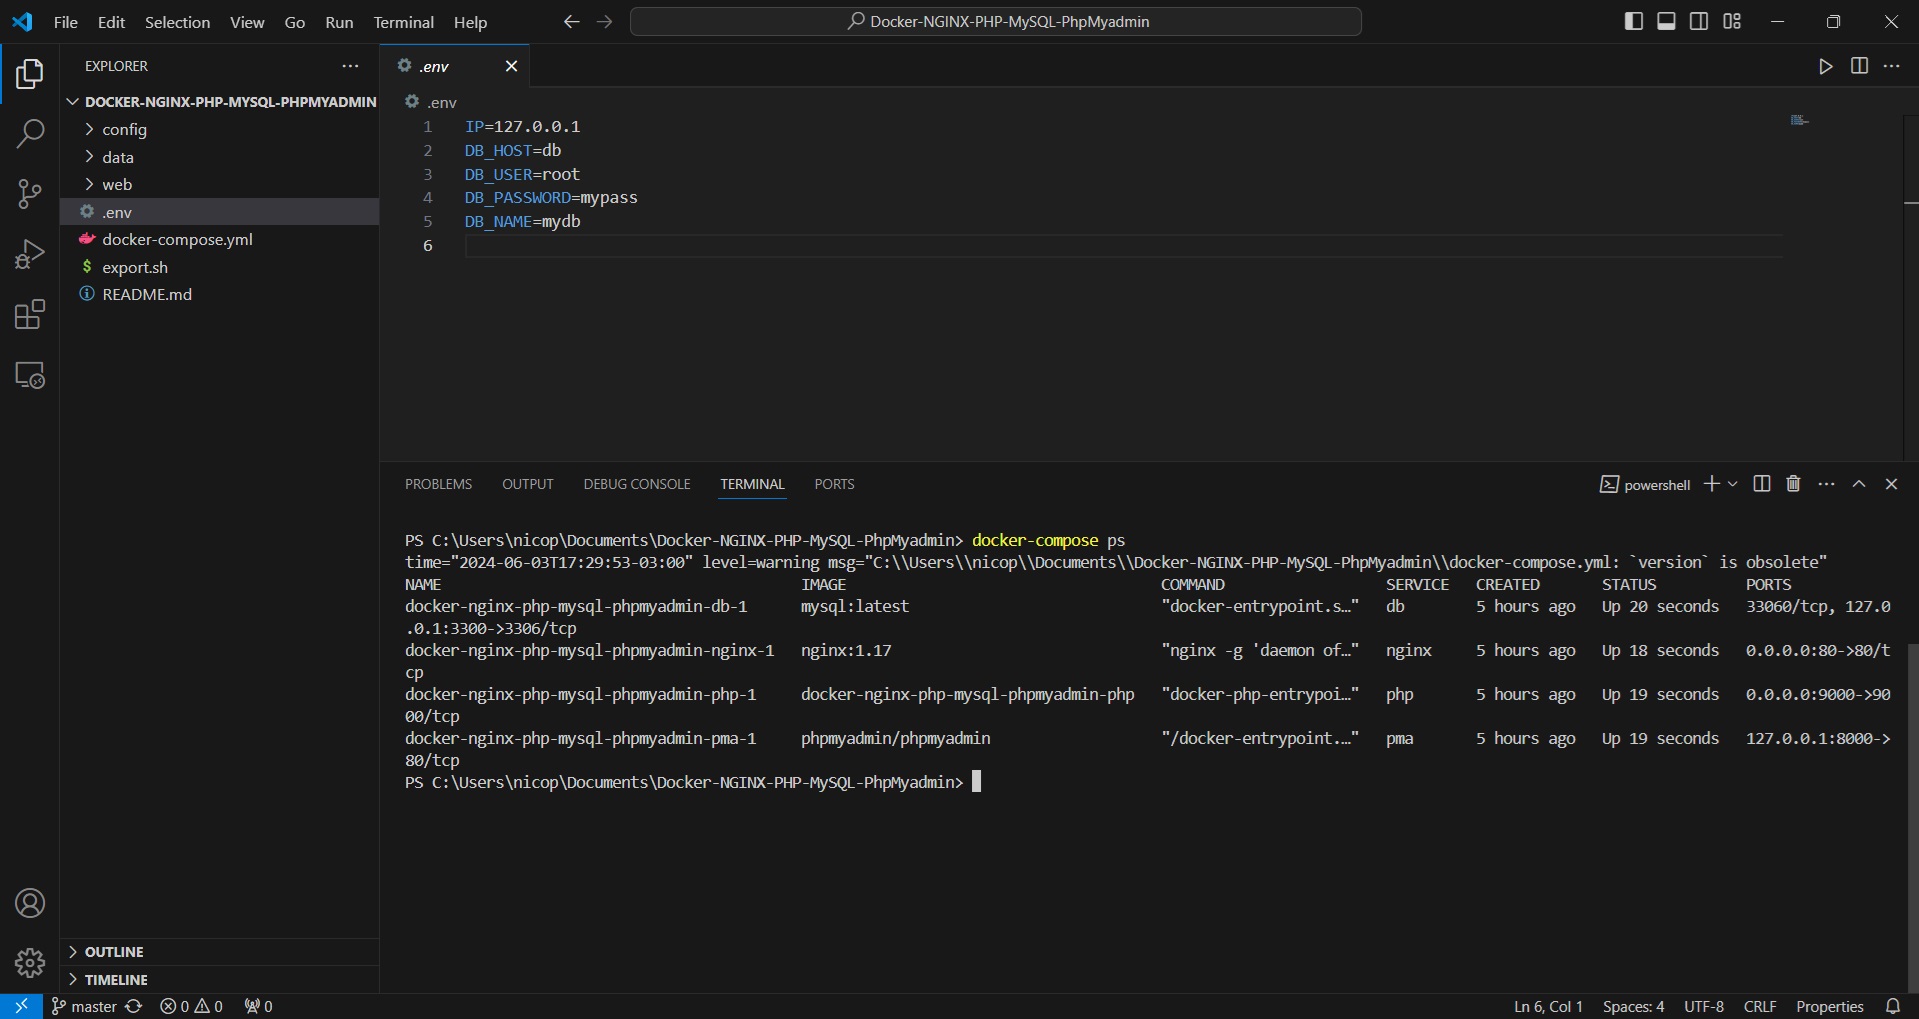 File Edit Selection View Go Run Terminal Help
Docker-NGINX-PHP-MySQL-PhpMyadmin
EXPLORER
DOCKER-NGINX-PHP-MYSQL-PHPMYADMIN
config
data
web
.env
docker-compose.yml
$ export.sh
README.md
OUTLINE
TIMELINE
.env
.env
1 IP=127.0.0.1
2 DB_HOST=db
3 DB_USER=root
4 DB_PASSWORD=mypass
5 DB_NAME=mydb
6
PROBLEMS OUTPUT DEBUG CONSOLE TERMINAL PORTS
powershell
PS C:\Users\nicop\Documents\Docker-NGINX-PHP-MySQL-PhpMyadmin> docker-compose ps
time="2024-06-03T17:29:53-03:00" level=warning msg="C:\\Users\\nicop\\Documents\\Docker-NGINX-PHP-MySQL-PhpMyadmin\\docker-compose.yml: `version` is obsolete"
NAME IMAGE COMMAND SERVICE CREATED STATUS PORTS
docker-nginx-php-mysql-phpmyadmin-db-1 mysql:latest "docker-entrypoint.s…" db 5 hours ago Up 20 seconds 33060/tcp, 127.0
.0.1:3300->3306/tcp
docker-nginx-php-mysql-phpmyadmin-nginx-1 nginx:1.17 "nginx -g 'daemon of…" nginx 5 hours ago Up 18 seconds 0.0.0.0:80->80/t
cp
docker-nginx-php-mysql-phpmyadmin-php-1 docker-nginx-php-mysql-phpmyadmin-php "docker-php-entrypoi…" php 5 hours ago Up 19 seconds 0.0.0.0:9000->90
00/tcp
docker-nginx-php-mysql-phpmyadmin-pma-1 phpmyadmin/phpmyadmin "/docker-entrypoint.…" pma 5 hours ago Up 19 seconds 127.0.0.1:8000->
80/tcp
PS C:\Users\nicop\Documents\Docker-NGINX-PHP-MySQL-PhpMyadmin>
master 0 0 0 Ln 6, Col 1 Spaces: 4 UTF-8 CRLF Properties